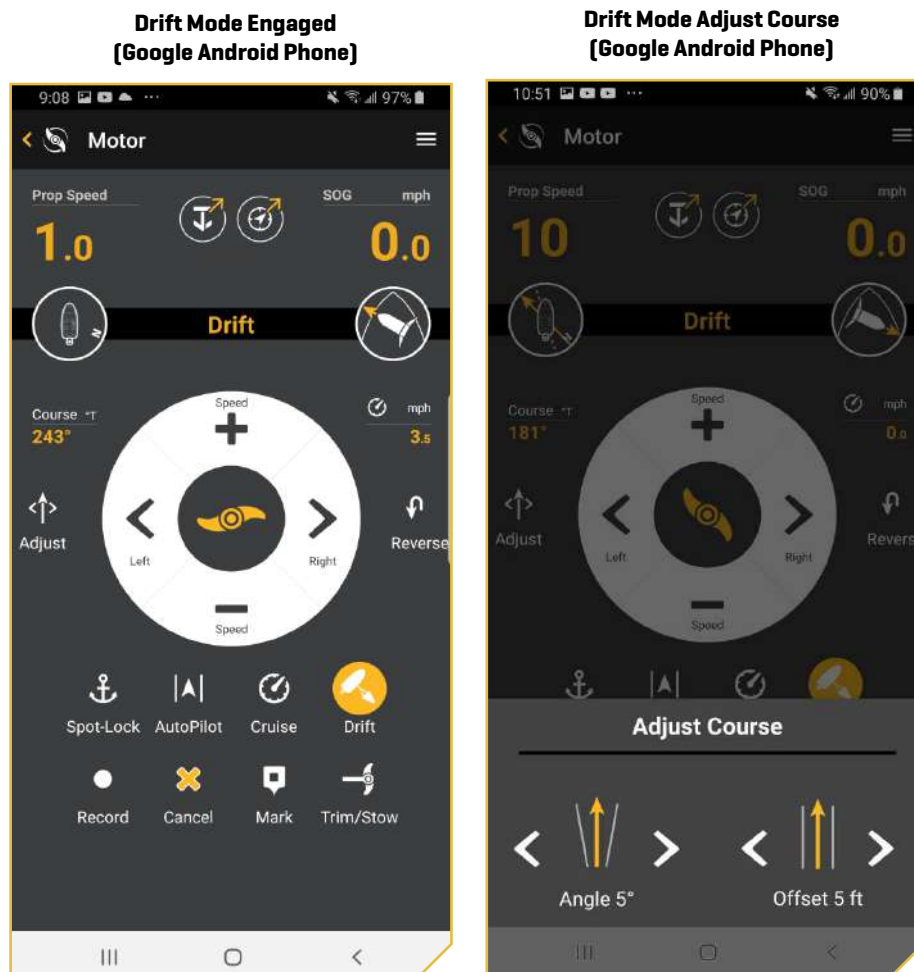 Drift Mode Engaged
(Google Android Phone)
9:08 ··· 97%
Motor
Prop Speed
SOG mph
1.0
0.0
N
Drift
Course °T
243°
mph
3.5
Speed
Adjust
Left
Right
Reverse
Speed
Spot-Lock AutoPilot Cruise Drift
Record Cancel Mark Trim/Stow
Drift Mode Adjust Course
(Google Android Phone)
10:51 ··· 90%
Motor
Prop Speed
SOG mph
10
0.0
N
Drift
Course °T
181°
mph
0.0
Speed
Adjust
Left
Right
Revers
Speed
Adjust Course
Angle 5°
Offset 5 ft